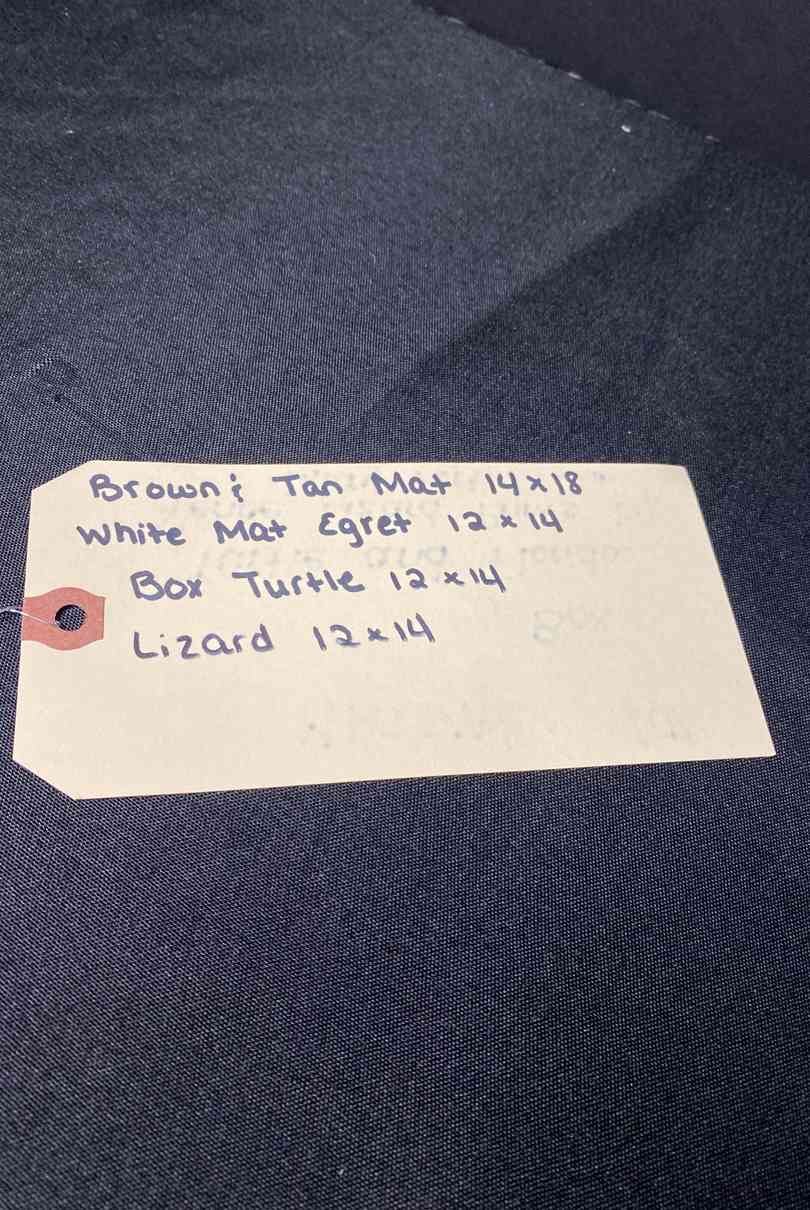 Brown & Tan Mat 14x18
White Mat Egret 12x14
Box Turtle 12x14
Lizard 12x14